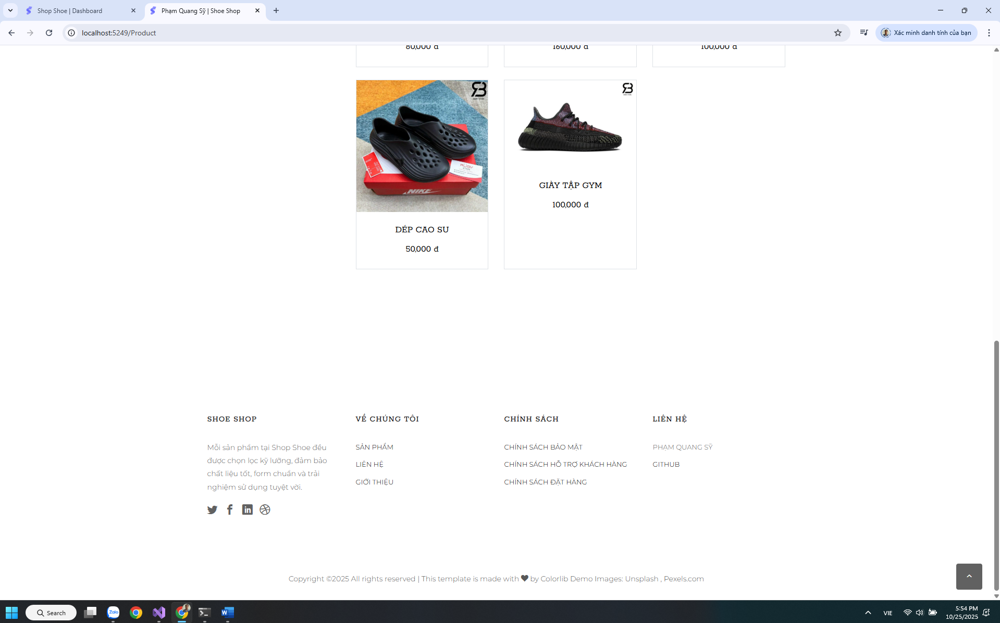 Shop Shoe | Dashboard
Phạm Quang Sỹ | Shoe Shop
localhost:5249/Product
Xác minh danh tính của bạn
80,000 đ
160,000 đ
100,000 đ
RUBY STORE
NIKE
DÉP CAO SU
50,000 đ
GIÀY TẬP GYM
100,000 đ
SHOE SHOP
Mỗi sản phẩm tại Shop Shoe đều
được chọn lọc kỹ lưỡng, đảm bảo
chất liệu tốt, form chuẩn và trải
nghiệm sử dụng tuyệt vời.
VỀ CHÚNG TÔI
SẢN PHẨM
LIÊN HỆ
GIỚI THIỆU
CHÍNH SÁCH
CHÍNH SÁCH BẢO MẬT
CHÍNH SÁCH HỖ TRỢ KHÁCH HÀNG
CHÍNH SÁCH ĐẶT HÀNG
LIÊN HỆ
PHẠM QUANG SỸ
GITHUB
Copyright ©2025 All rights reserved | This template is made with by Colorlib Demo Images: Unsplash , Pexels.com
Search
Zalo
VIE
5:54 PM
10/25/2025